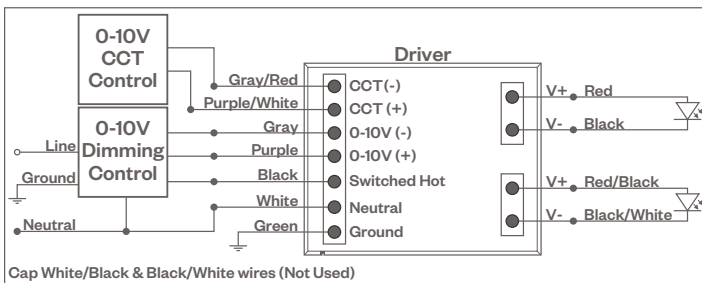 0-10V
CCT
Control
Driver
Gray/Red
CCT(-)
Purple/White
CCT (+)
0-10V
Dimming
Control
Gray
0-10V (-)
Line
Purple
0-10V (+)
Ground
Black
Switched Hot
Neutral
White
Neutral
Green
Ground
V+
Red
V-
Black
V+
Red/Black
V-
Black/White
Cap White/Black & Black/White wires (Not Used)